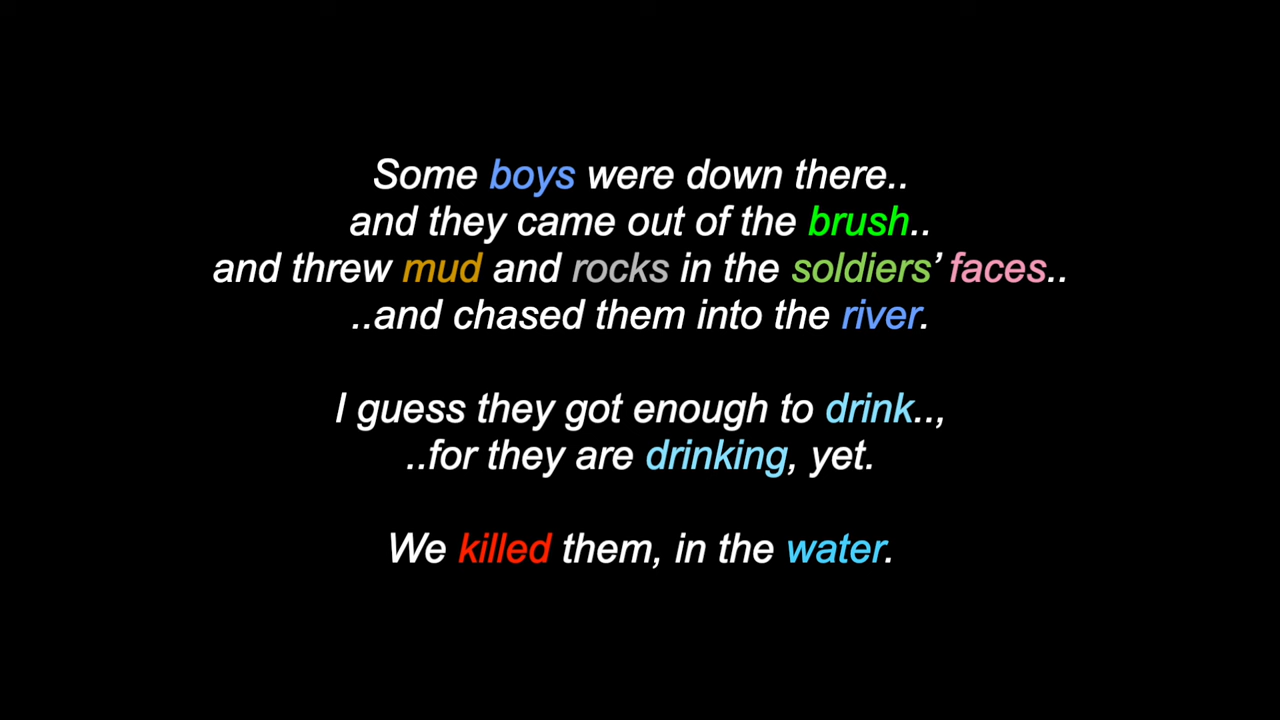 Some boys were down there..
and they came out of the brush..
and threw mud and rocks in the soldiers’ faces..
..and chased them into the river.
I guess they got enough to drink..,
..for they are drinking, yet.
We killed them, in the water.